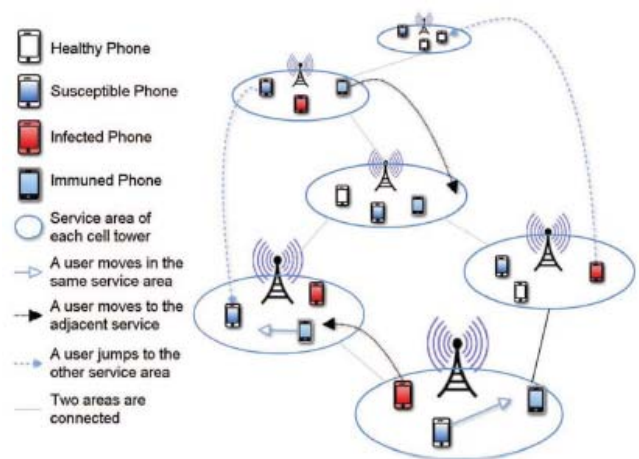 Healthy Phone
Susceptible Phone
Infected Phone
Immuned Phone
Service area of
each cell tower
A user moves in the
same service area
A user moves to the
adjacent service
A user jumps to the
other service area
Two areas are
connected